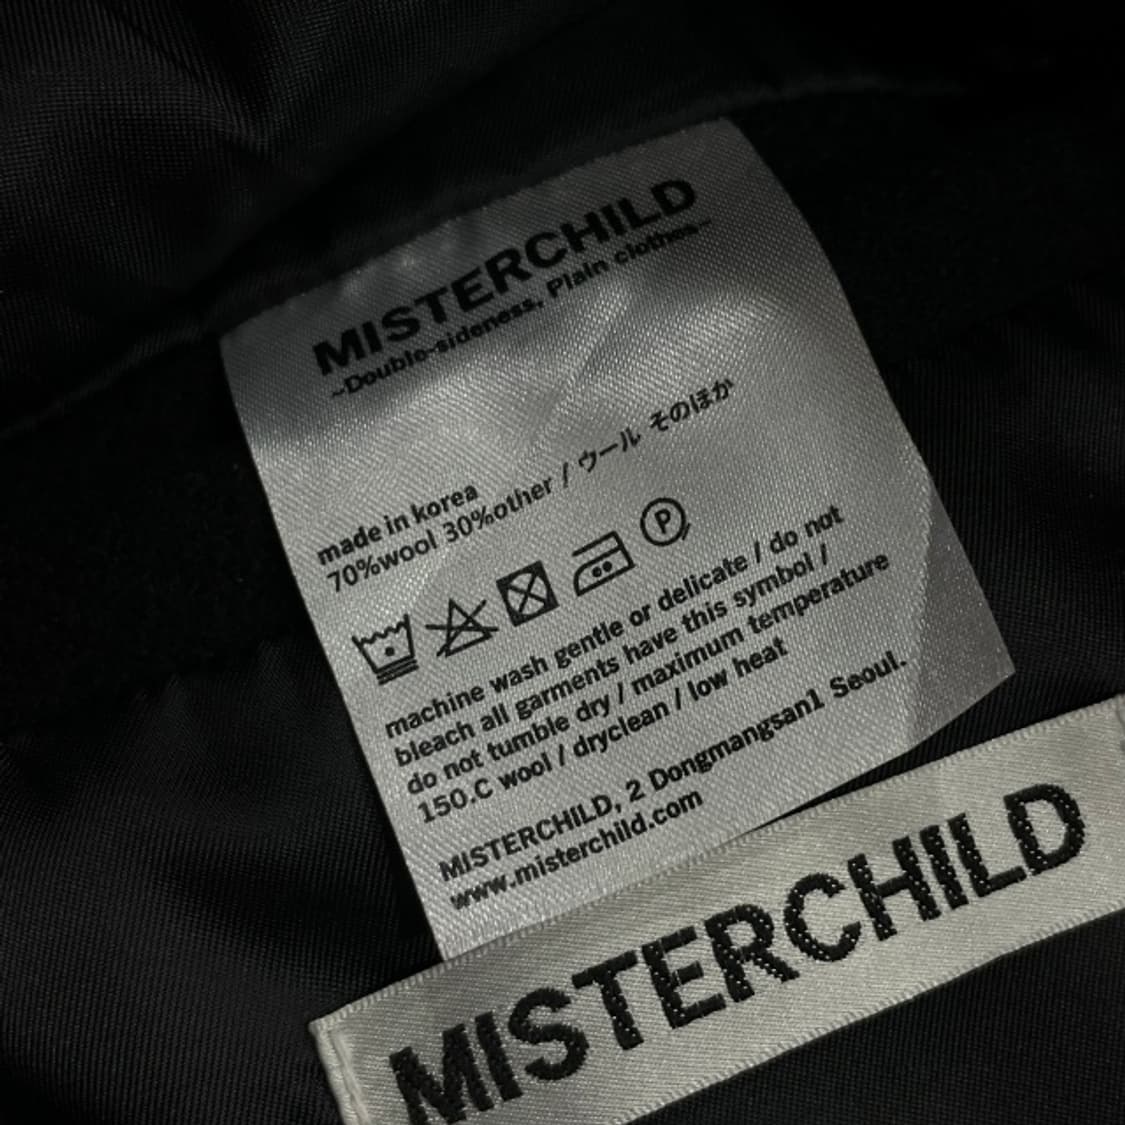 MISTERCHILD
~Double-sideness, Plain clothes~
made in korea
70%wool 30%other / ウール そのほか
P
machine wash gentle or delicate / do not
bleach all garments have this symbol /
do not tumble dry / maximum temperature
150.C wool / dryclean / low heat
MISTERCHILD, 2 Dongmangsan1 Seoul.
www.misterchild.com
MISTERCHILD